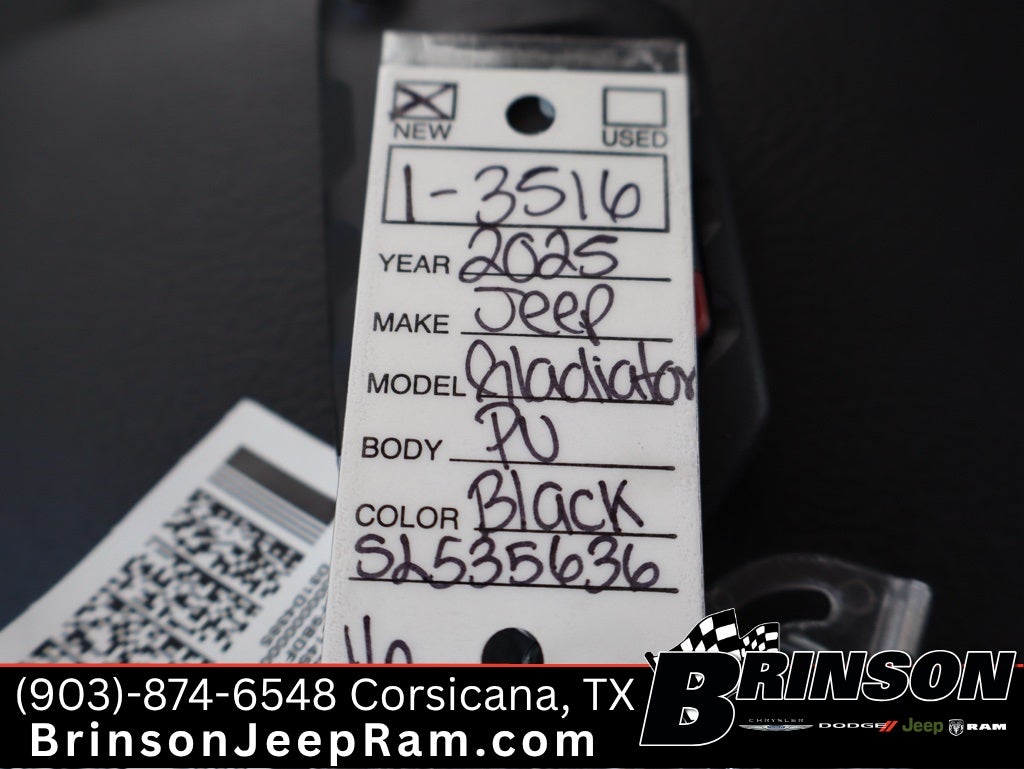 NEW USED
1-3516
YEAR 2025
MAKE Jeep
MODEL Gladiator
BODY PU
COLOR Black
SL535636
(903)-874-6548 Corsicana, TX
BrinsonJeepRam.com
BRINSON
CHRYSLER DODGE Jeep RAM